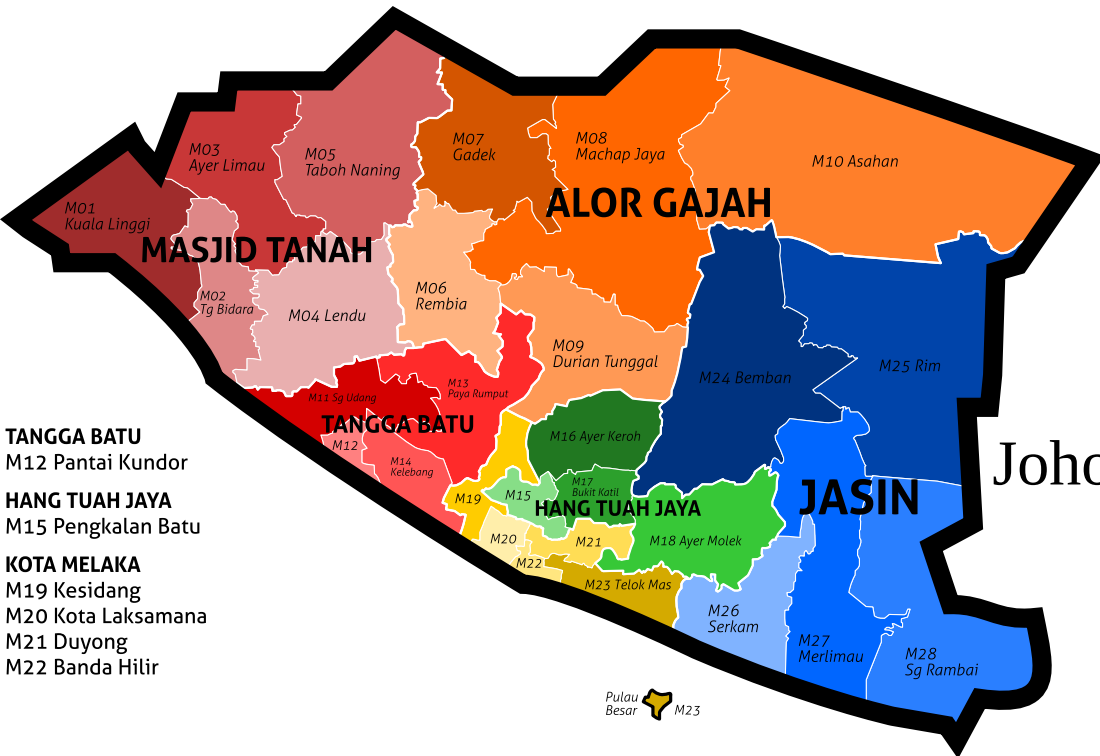 M03
Ayer Limau
M05
Taboh Naning
M07
Gadek
M08
Machap Jaya
M10 Asahan
M01
Kuala Linggi
ALOR GAJAH
MASJID TANAH
M02
Tg Bidara
M04 Lendu
M06
Rembia
M09
Durian Tunggal
M24 Bemban
M25 Rim
M13
Paya Rumput
M11 Sg Udang
TANGGA BATU
M12
M14
Kelebang
M16 Ayer Keroh
TANGGA BATU
M12 Pantai Kundor
HANG TUAH JAYA
M15 Pengkalan Batu
KOTA MELAKA
M19 Kesidang
M20 Kota Laksamana
M21 Duyong
M22 Banda Hilir
Joho
M19
M15
M17
Bukit Katil
HANG TUAH JAYA
JASIN
M20
M21
M18 Ayer Molek
M22
M23 Telok Mas
M26
Serkam
M27
Merlimau
M28
Sg Rambai
Pulau
Besar
M23